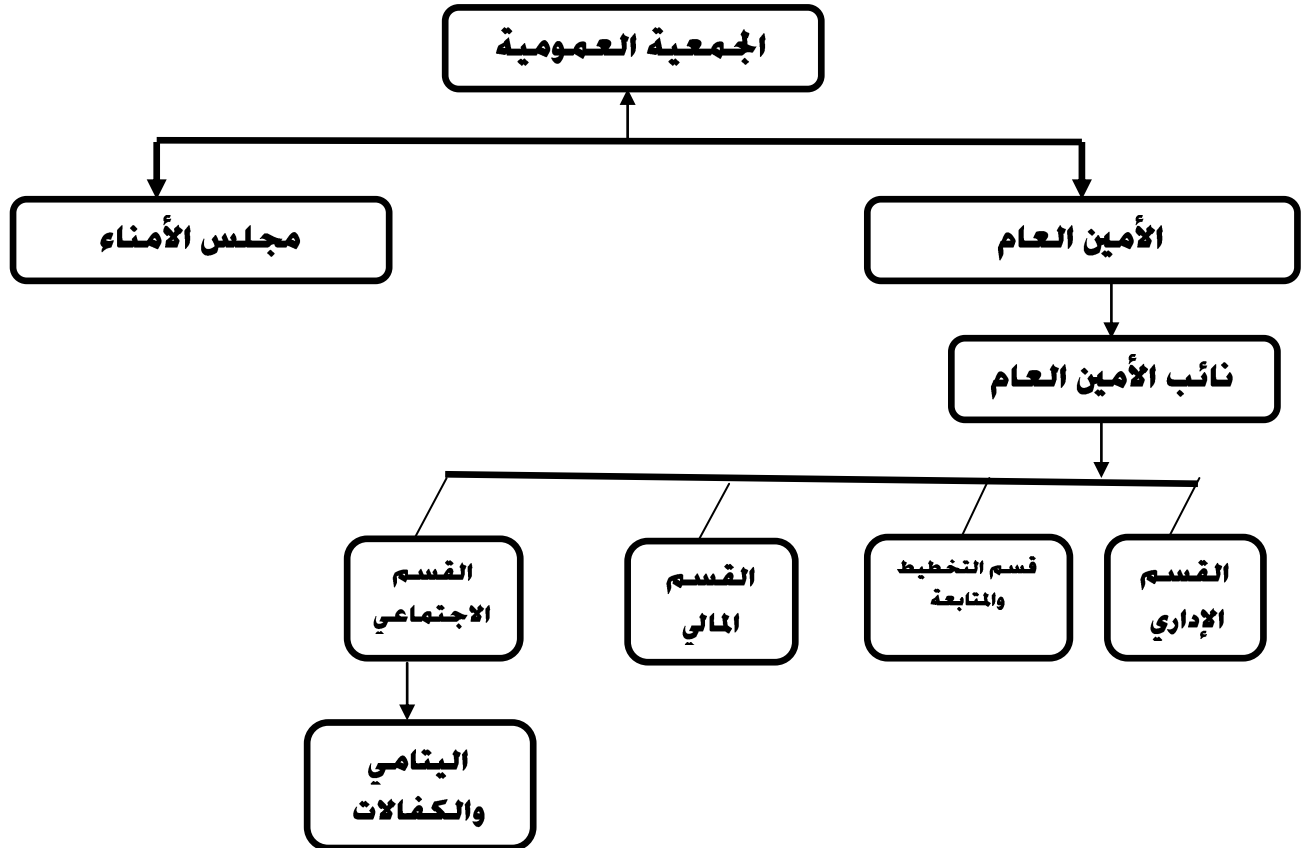 الجمعية العمومية
الأمين العام
مجلس الأمناء
نائب الأمين العام
القسم
الإداري
قسم التخطيط
والمتابعة
القسم
المالي
القسم
الاجتماعي
اليتامي
والكفالات